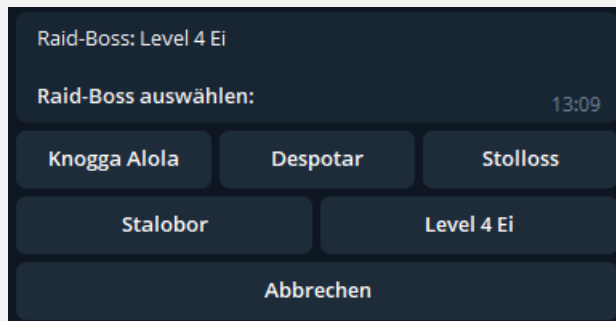 Raid-Boss: Level 4 Ei
Raid-Boss auswählen:
13:09
Knogga Alola
Despotar
Stolloss
Stalobor
Level 4 Ei
Abbrechen